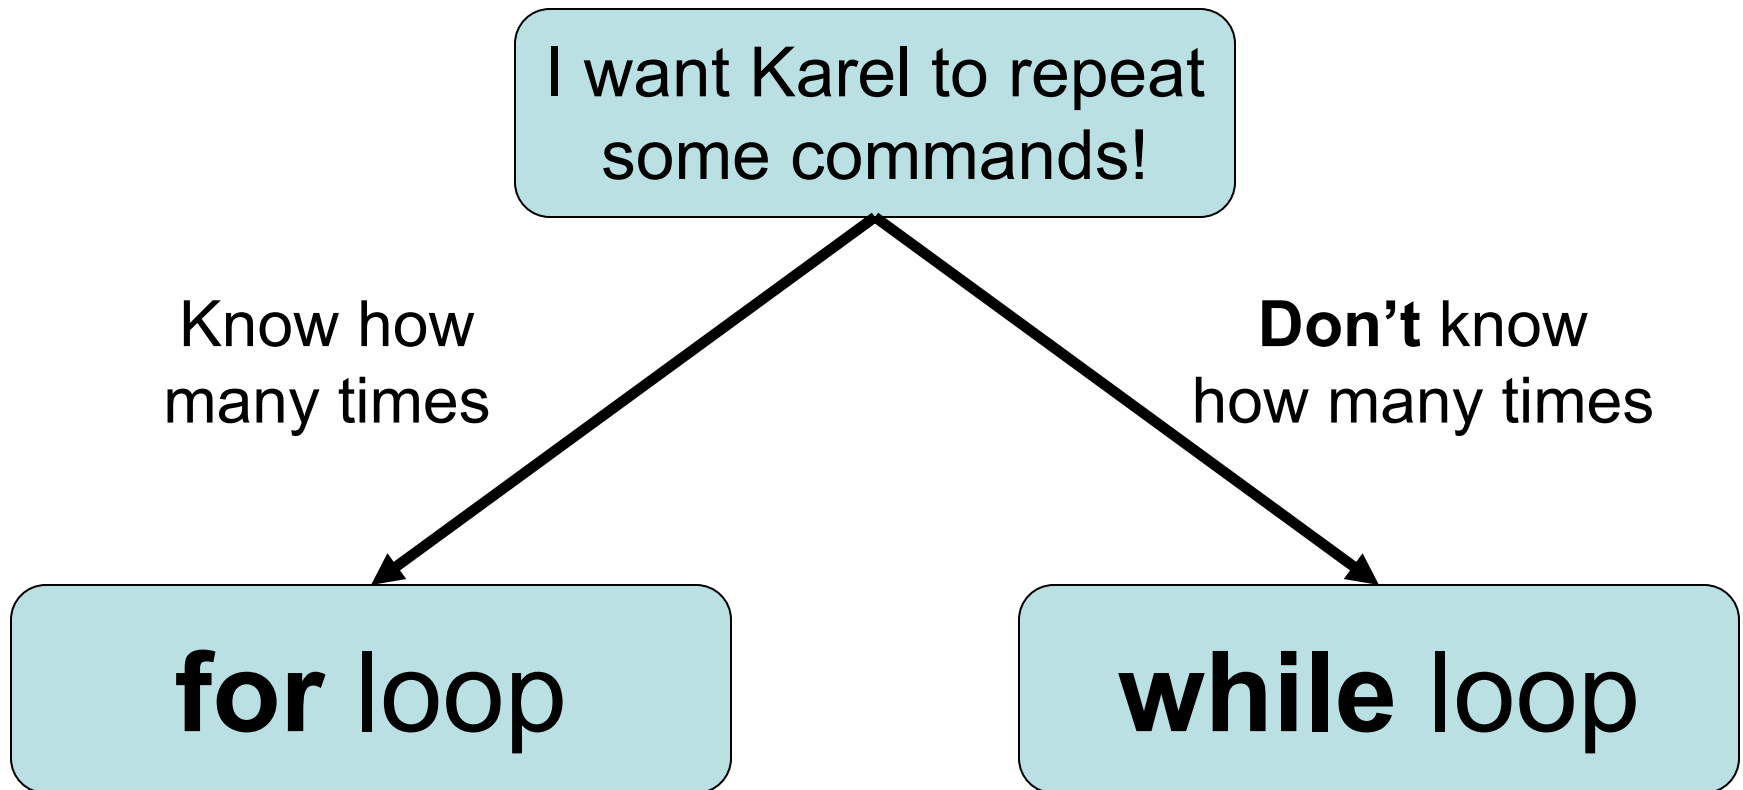 I want Karel to repeat
some commands!
Know how
many times
Don’t know
how many times
for loop
while loop